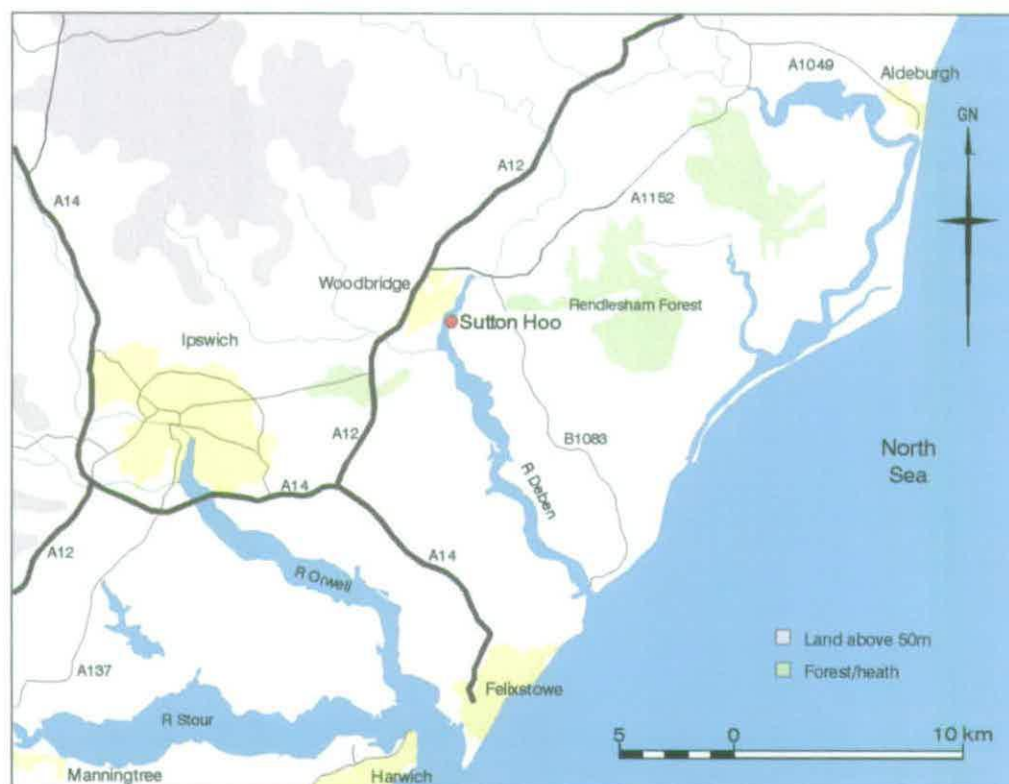 A1049
Aldeburgh
GN
A12
A14
A1152
Woodbridge
Rendlesham Forest
Sutton Hoo
Ipswich
A12
B1083
North
Sea
R Deben
A14
A12
A14
R Orwell
Land above 50m
A137
Forest/heath
Felixstowe
R Stour
5 0 10 km
Manningtree
Harwich